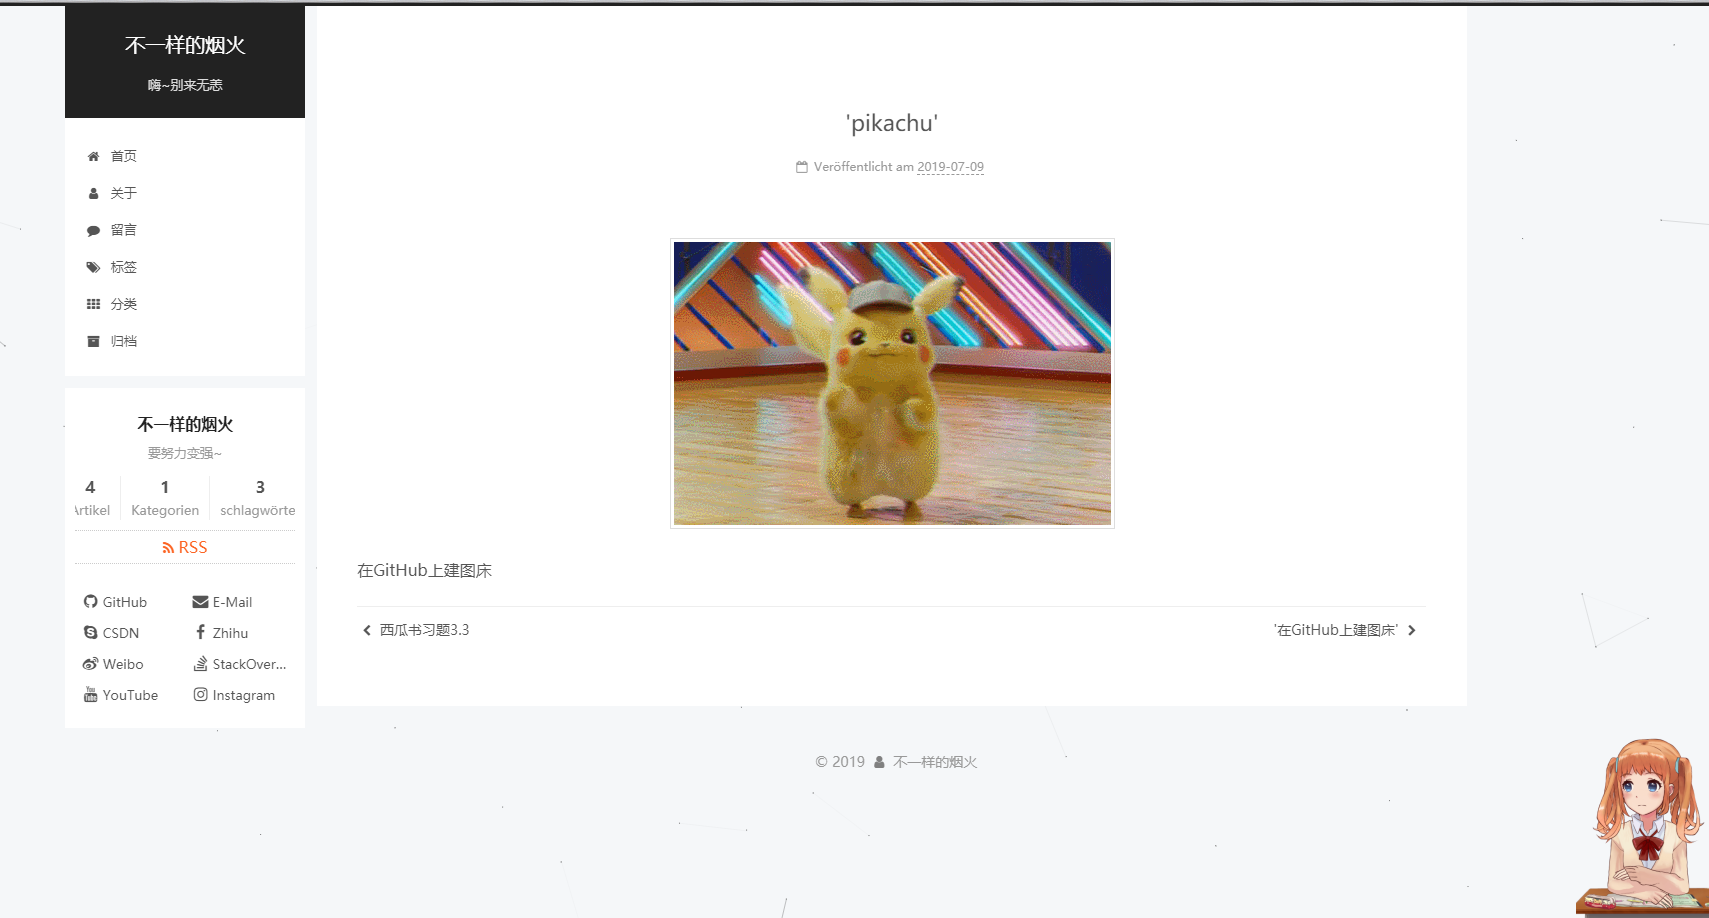 不一样的烟火
嗨~别来无恙
首页
关于
留言
标签
分类
归档
不一样的烟火
要努力变强~
4 1 3
Artikel Kategorien schlagwörte
RSS
GitHub E-Mail
CSDN Zhihu
Weibo StackOver...
YouTube Instagram
'pikachu'
Veröffentlicht am 2019-07-09
在GitHub上建图床
西瓜书习题3.3 '在GitHub上建图床'
© 2019 不一样的烟火